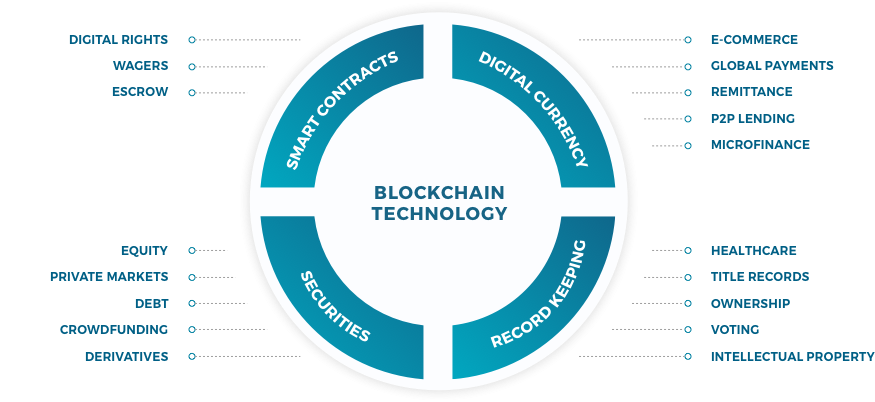 SMART CONTRACTS
DIGITAL RIGHTS
WAGERS
ESCROW
DIGITAL CURRENCY
E-COMMERCE
GLOBAL PAYMENTS
REMITTANCE
P2P LENDING
MICROFINANCE
BLOCKCHAIN
TECHNOLOGY
SECURITIES
EQUITY
PRIVATE MARKETS
DEBT
CROWDFUNDING
DERIVATIVES
RECORD KEEPING
HEALTHCARE
TITLE RECORDS
OWNERSHIP
VOTING
INTELLECTUAL PROPERTY